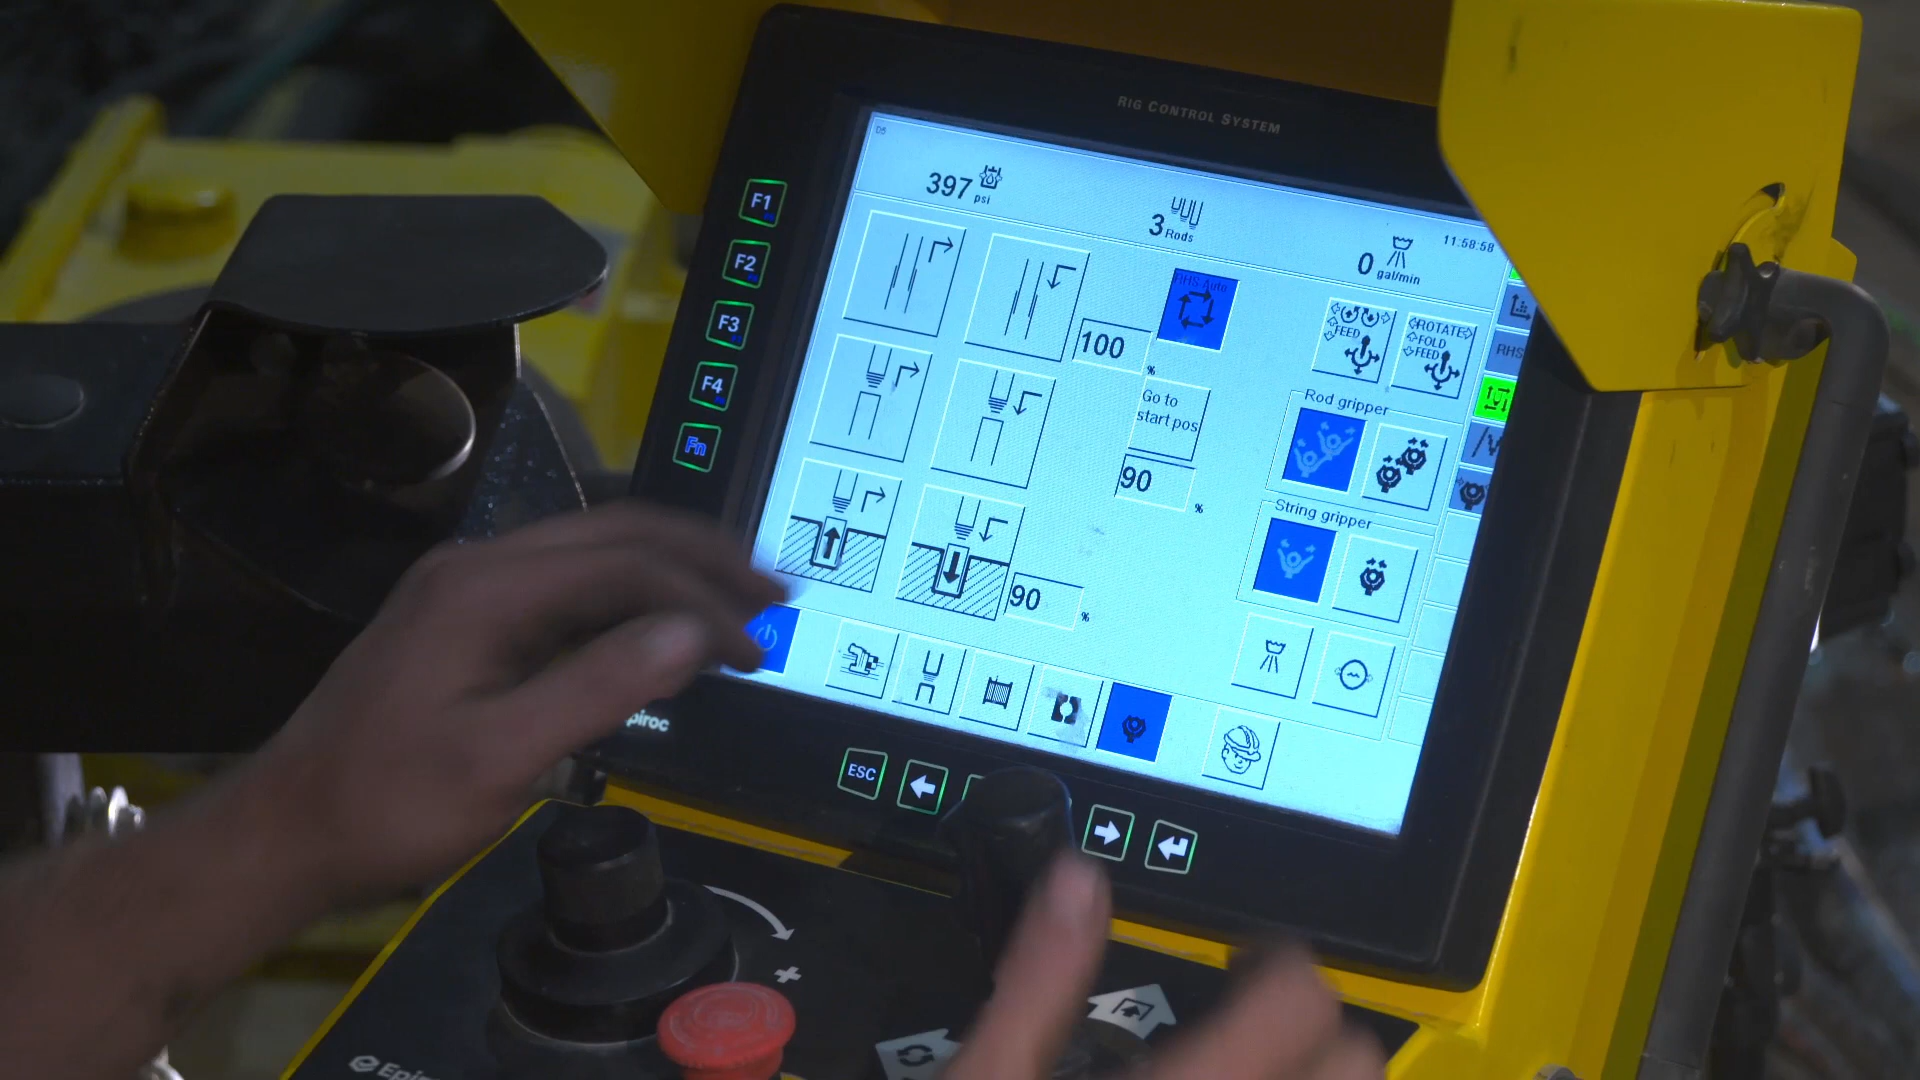 RIG CONTROL SYSTEM
05
397 psi
3 Rods
0 gal/min
11:58:58
F1
F2
F3
F4
Fn
RHS Auto
100 %
Go to
start pos
90 %
90 %
FEED
ROTATE
FOLD
FEED
RHS
Rod gripper
String gripper
piroc
ESC
+
Epir